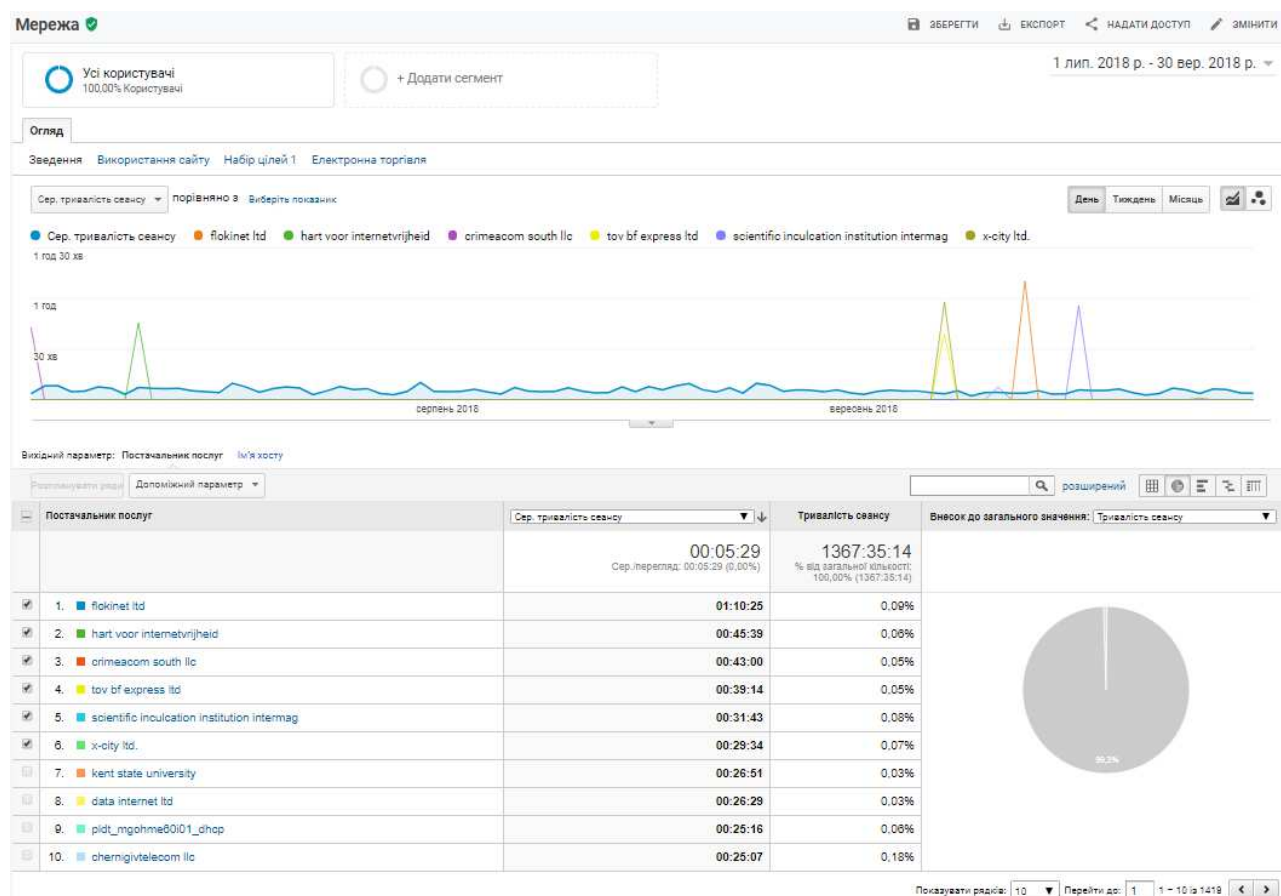 Мережа
ЗБЕРЕГТИ ЕКСПОРТ НАДАТИ ДОСТУП ЗМІНИТИ
Усі користувачі
100,00% Користувачі
+ Додати сегмент
1 лип. 2018 р. - 30 вер. 2018 р.
Огляд
Зведення Використання сайту Набір цілей 1 Електронна торгівля
Сер. тривалість сеансу порівняно з Виберіть показник
День Тиждень Місяць
Сер. тривалість сеансу flokinet ltd hart voor internetvrijheid crimeacom south llc tov bf express ltd scientific inculcation institution intermag x-city ltd.
1 год 30 хв
1 год
30 хв
серпень 2018 вересень 2018
Вихідний параметр: Постачальник послуг Ім'я хосту
Розпланувати ряди Допоміжний параметр
розширений
Постачальник послуг Сер. тривалість сеансу Тривалість сеансу Внесок до загального значення: Тривалість сеансу
00:05:29 1367:35:14
Сер./перегляд: 00:05:29 (0,00%) % від загальної кількості:
100,00% (1367:35:14)
1. flokinet ltd 01:10:25 0,09%
2. hart voor internetvrijheid 00:45:39 0,06%
3. crimeacom south llc 00:43:00 0,05%
4. tov bf express ltd 00:39:14 0,05%
5. scientific inculcation institution intermag 00:31:43 0,08%
6. x-city ltd. 00:29:34 0,07%
7. kent state university 00:26:51 0,03%
8. data internet ltd 00:26:29 0,03%
9. pldt_mgohme60i01_dhcp 00:25:16 0,06%
10. chernigivtelecom llc 00:25:07 0,18%
Показувати рядків: 10 Перейти до: 1 1 – 10 із 1419